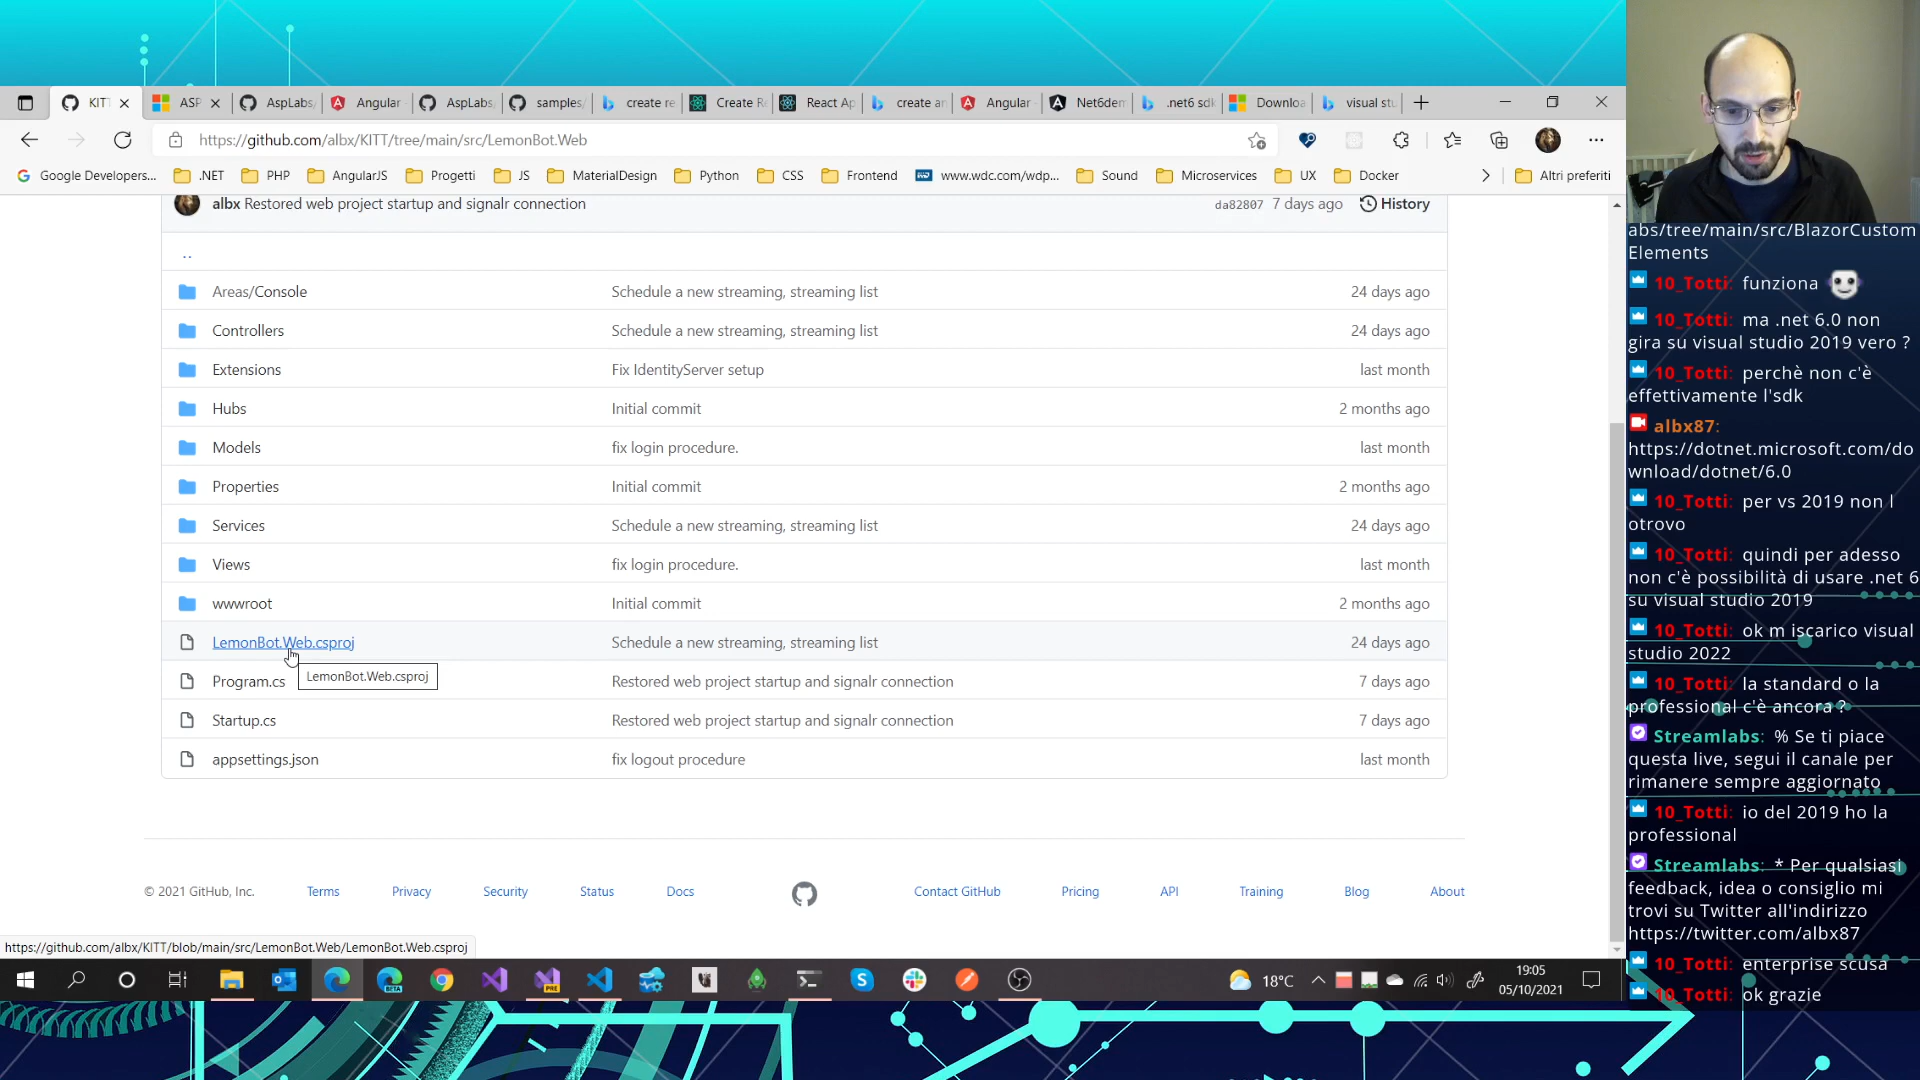 KIT
ASP
AspLabs
Angular
AspLabs
samples/
create re
Create Re
React Ap
create an
Angular
Net6dem
.net6 sdk
Downloa
visual stu
https://github.com/albx/KITT/tree/main/src/LemonBot.Web
Google Developers...
.NET
PHP
AngularJS
Progetti
JS
MaterialDesign
Python
CSS
Frontend
www.wdc.com/wdp...
Sound
Microservices
UX
Docker
Altri preferiti
albx Restored web project startup and signalr connection da82807 7 days ago History
..
Areas/Console Schedule a new streaming, streaming list 24 days ago
Controllers Schedule a new streaming, streaming list 24 days ago
Extensions Fix IdentityServer setup last month
Hubs Initial commit 2 months ago
Models fix login procedure. last month
Properties Initial commit 2 months ago
Services Schedule a new streaming, streaming list 24 days ago
Views fix login procedure. last month
wwwroot Initial commit 2 months ago
LemonBot.Web.csproj Schedule a new streaming, streaming list 24 days ago
LemonBot.Web.csproj
Program.cs Restored web project startup and signalr connection 7 days ago
Startup.cs Restored web project startup and signalr connection 7 days ago
appsettings.json fix logout procedure last month
© 2021 GitHub, Inc. Terms Privacy Security Status Docs Contact GitHub Pricing API Training Blog About
https://github.com/albx/KITT/blob/main/src/LemonBot.Web/LemonBot.Web.csproj
BETA
PRE
18°C
19:05
05/10/2021
abs/tree/main/src/BlazorCustom
Elements
10_Totti: funziona
10_Totti: ma .net 6.0 non
gira su visual studio 2019 vero ?
10_Totti: perchè non c'è
effettivamente l'sdk
albx87:
https://dotnet.microsoft.com/do
wnload/dotnet/6.0
10_Totti: per vs 2019 non l
otrovo
10_Totti: quindi per adesso
non c'è possibilità di usare .net 6
su visual studio 2019
10_Totti: ok m iscarico visual
studio 2022
10_Totti: la standard o la
professional c'è ancora ?
Streamlabs: % Se ti piace
questa live, segui il canale per
rimanere sempre aggiornato
10_Totti: io del 2019 ho la
professional
Streamlabs: * Per qualsiasi
feedback, idea o consiglio mi
trovi su Twitter all'indirizzo
https://twitter.com/albx87
10_Totti: enterprise scusa
10_Totti: ok grazie